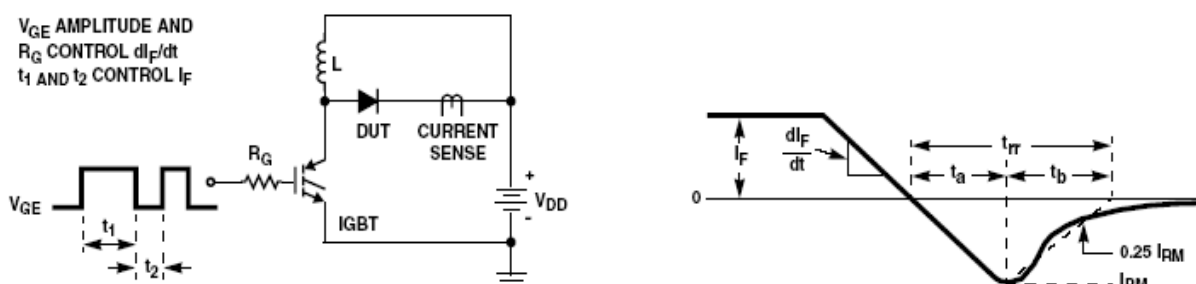 VGE AMPLITUDE AND
RG CONTROL dIF/dt
t1 AND t2 CONTROL IF
L
DUT
CURRENT
SENSE
RG
VGE
t1
t2
IGBT
+
VDD
-
IF
dIF
dt
trr
ta
tb
0
0.25 IRM
IRM